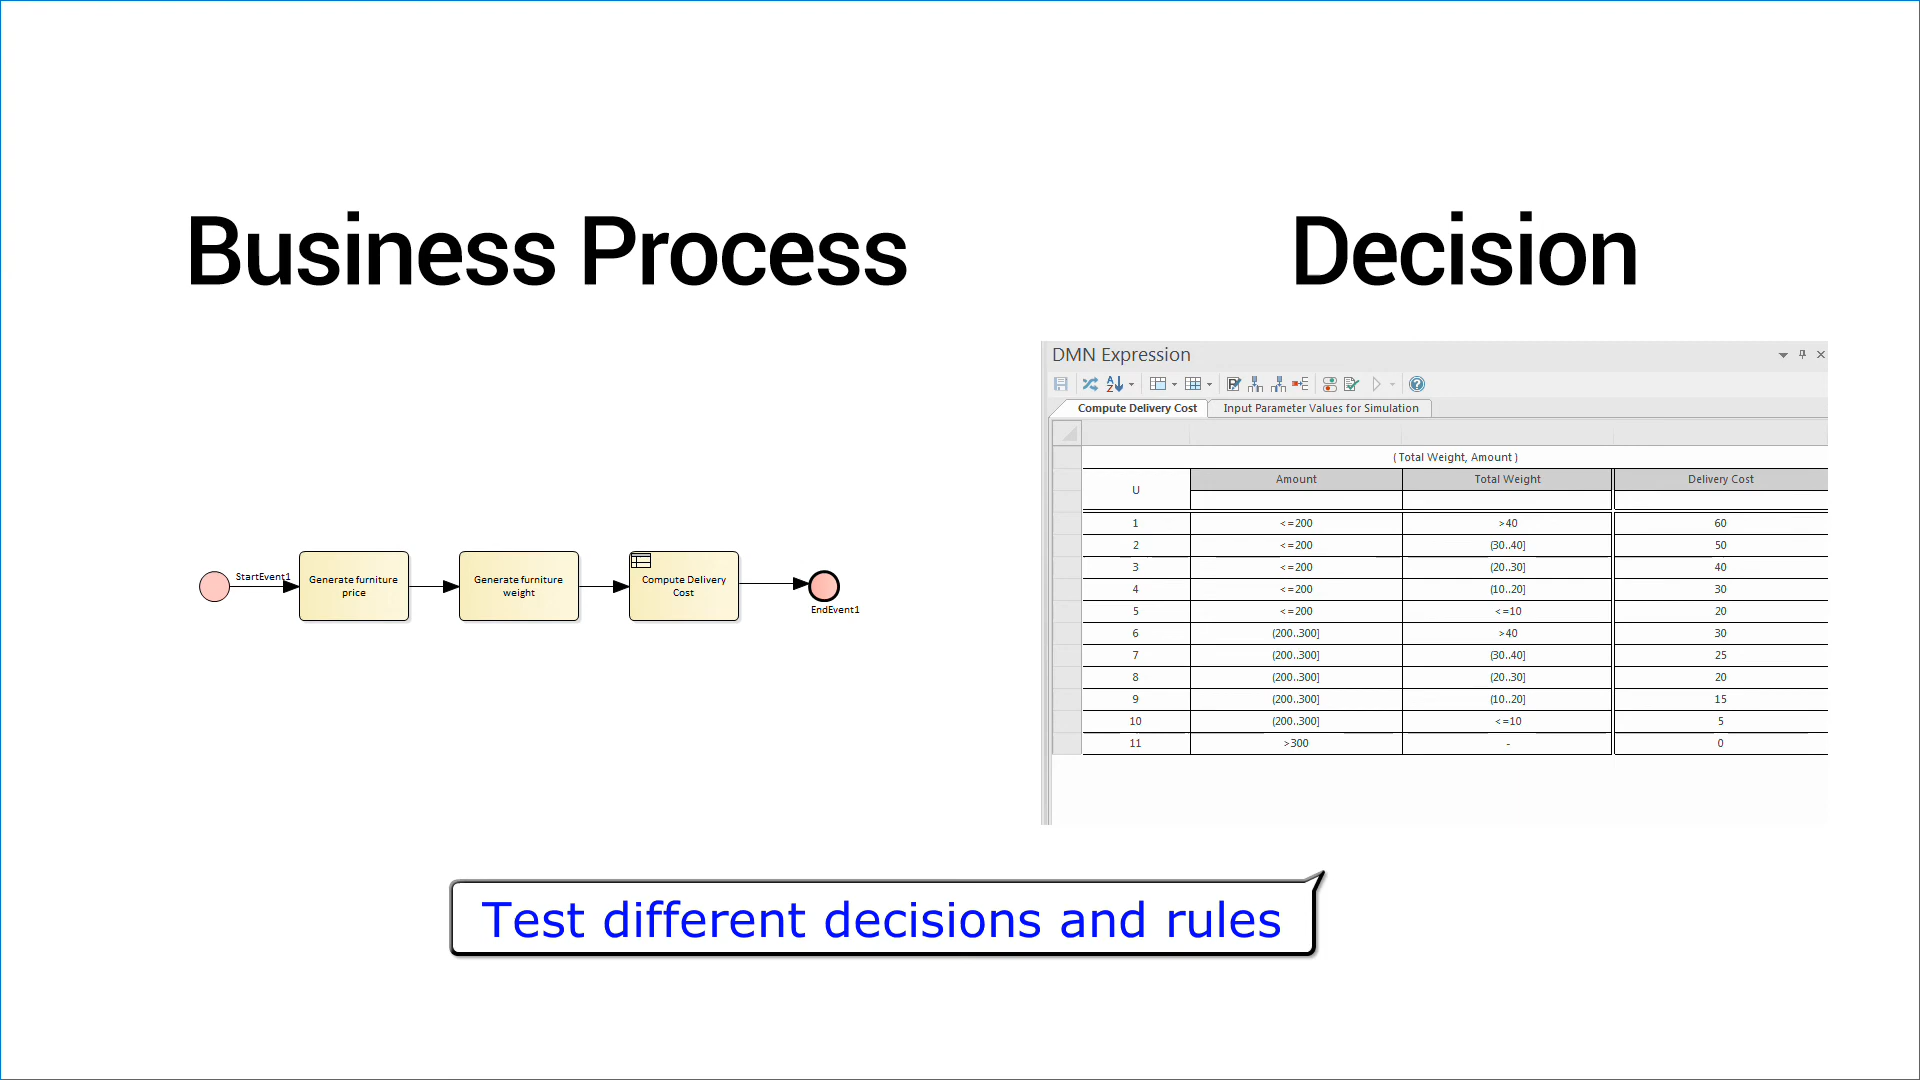 Business Process
Decision
StartEvent1
Generate furniture
price
Generate furniture
weight
Compute Delivery
Cost
EndEvent1
DMN Expression
Compute Delivery Cost
Input Parameter Values for Simulation
( Total Weight, Amount )
U
Amount
Total Weight
Delivery Cost
1 <=200 >40 60
2 <=200 (30..40] 50
3 <=200 (20..30] 40
4 <=200 (10..20] 30
5 <=200 <=10 20
6 (200..300] >40 30
7 (200..300] (30..40] 25
8 (200..300] (20..30] 20
9 (200..300] (10..20] 15
10 (200..300] <=10 5
11 >300 - 0
Test different decisions and rules